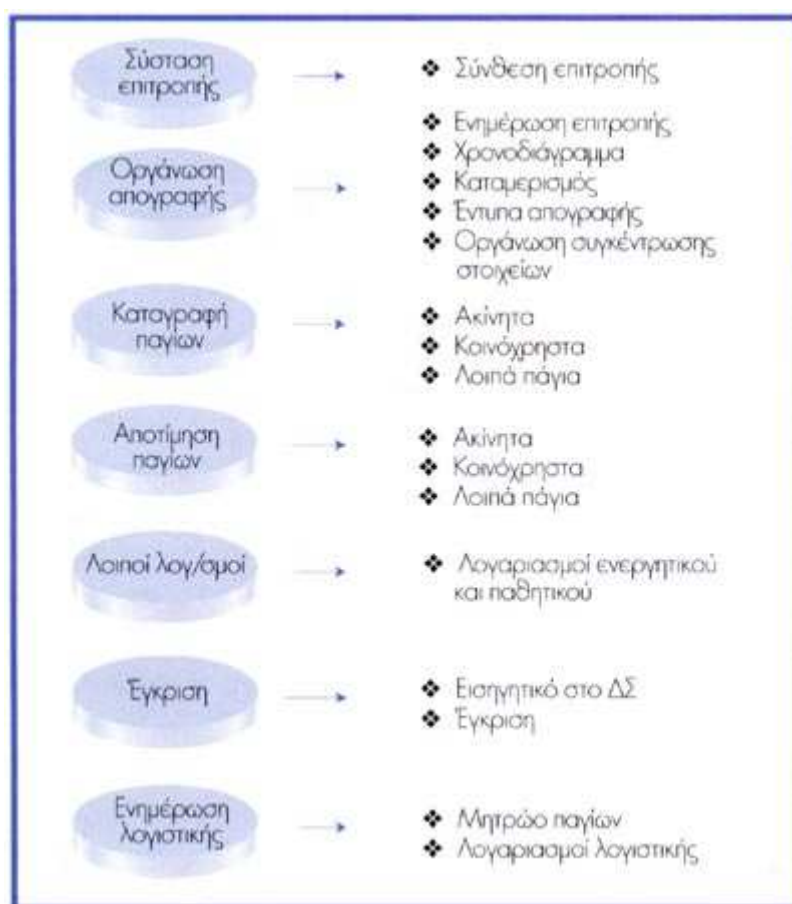 Σύσταση
επιτροπής
❖ Σύνθεση επιτροπής
Οργάνωση
απογραφής
❖ Ενημέρωση επιτροπής
❖ Χρονοδιάγραμμα
❖ Καταμερισμός
❖ Έντυπα απογραφής
❖ Οργάνωση συγκέντρωσης
στοιχείων
Καταγραφή
παγίων
❖ Ακίνητα
❖ Κοινόχρηστα
❖ Λοιπά πάγια
Αποτίμηση
παγίων
❖ Ακίνητα
❖ Κοινόχρηστα
❖ Λοιπά πάγια
Λοιποί λογ/σμοί
❖ Λογαριασμοί ενεργητικού
και παθητικού
Έγκριση
❖ Εισηγητικό στο ΔΣ
❖ Έγκριση
Ενημέρωση
λογιστικής
❖ Μητρώο παγίων
❖ Λογαριασμοί λογιστικής